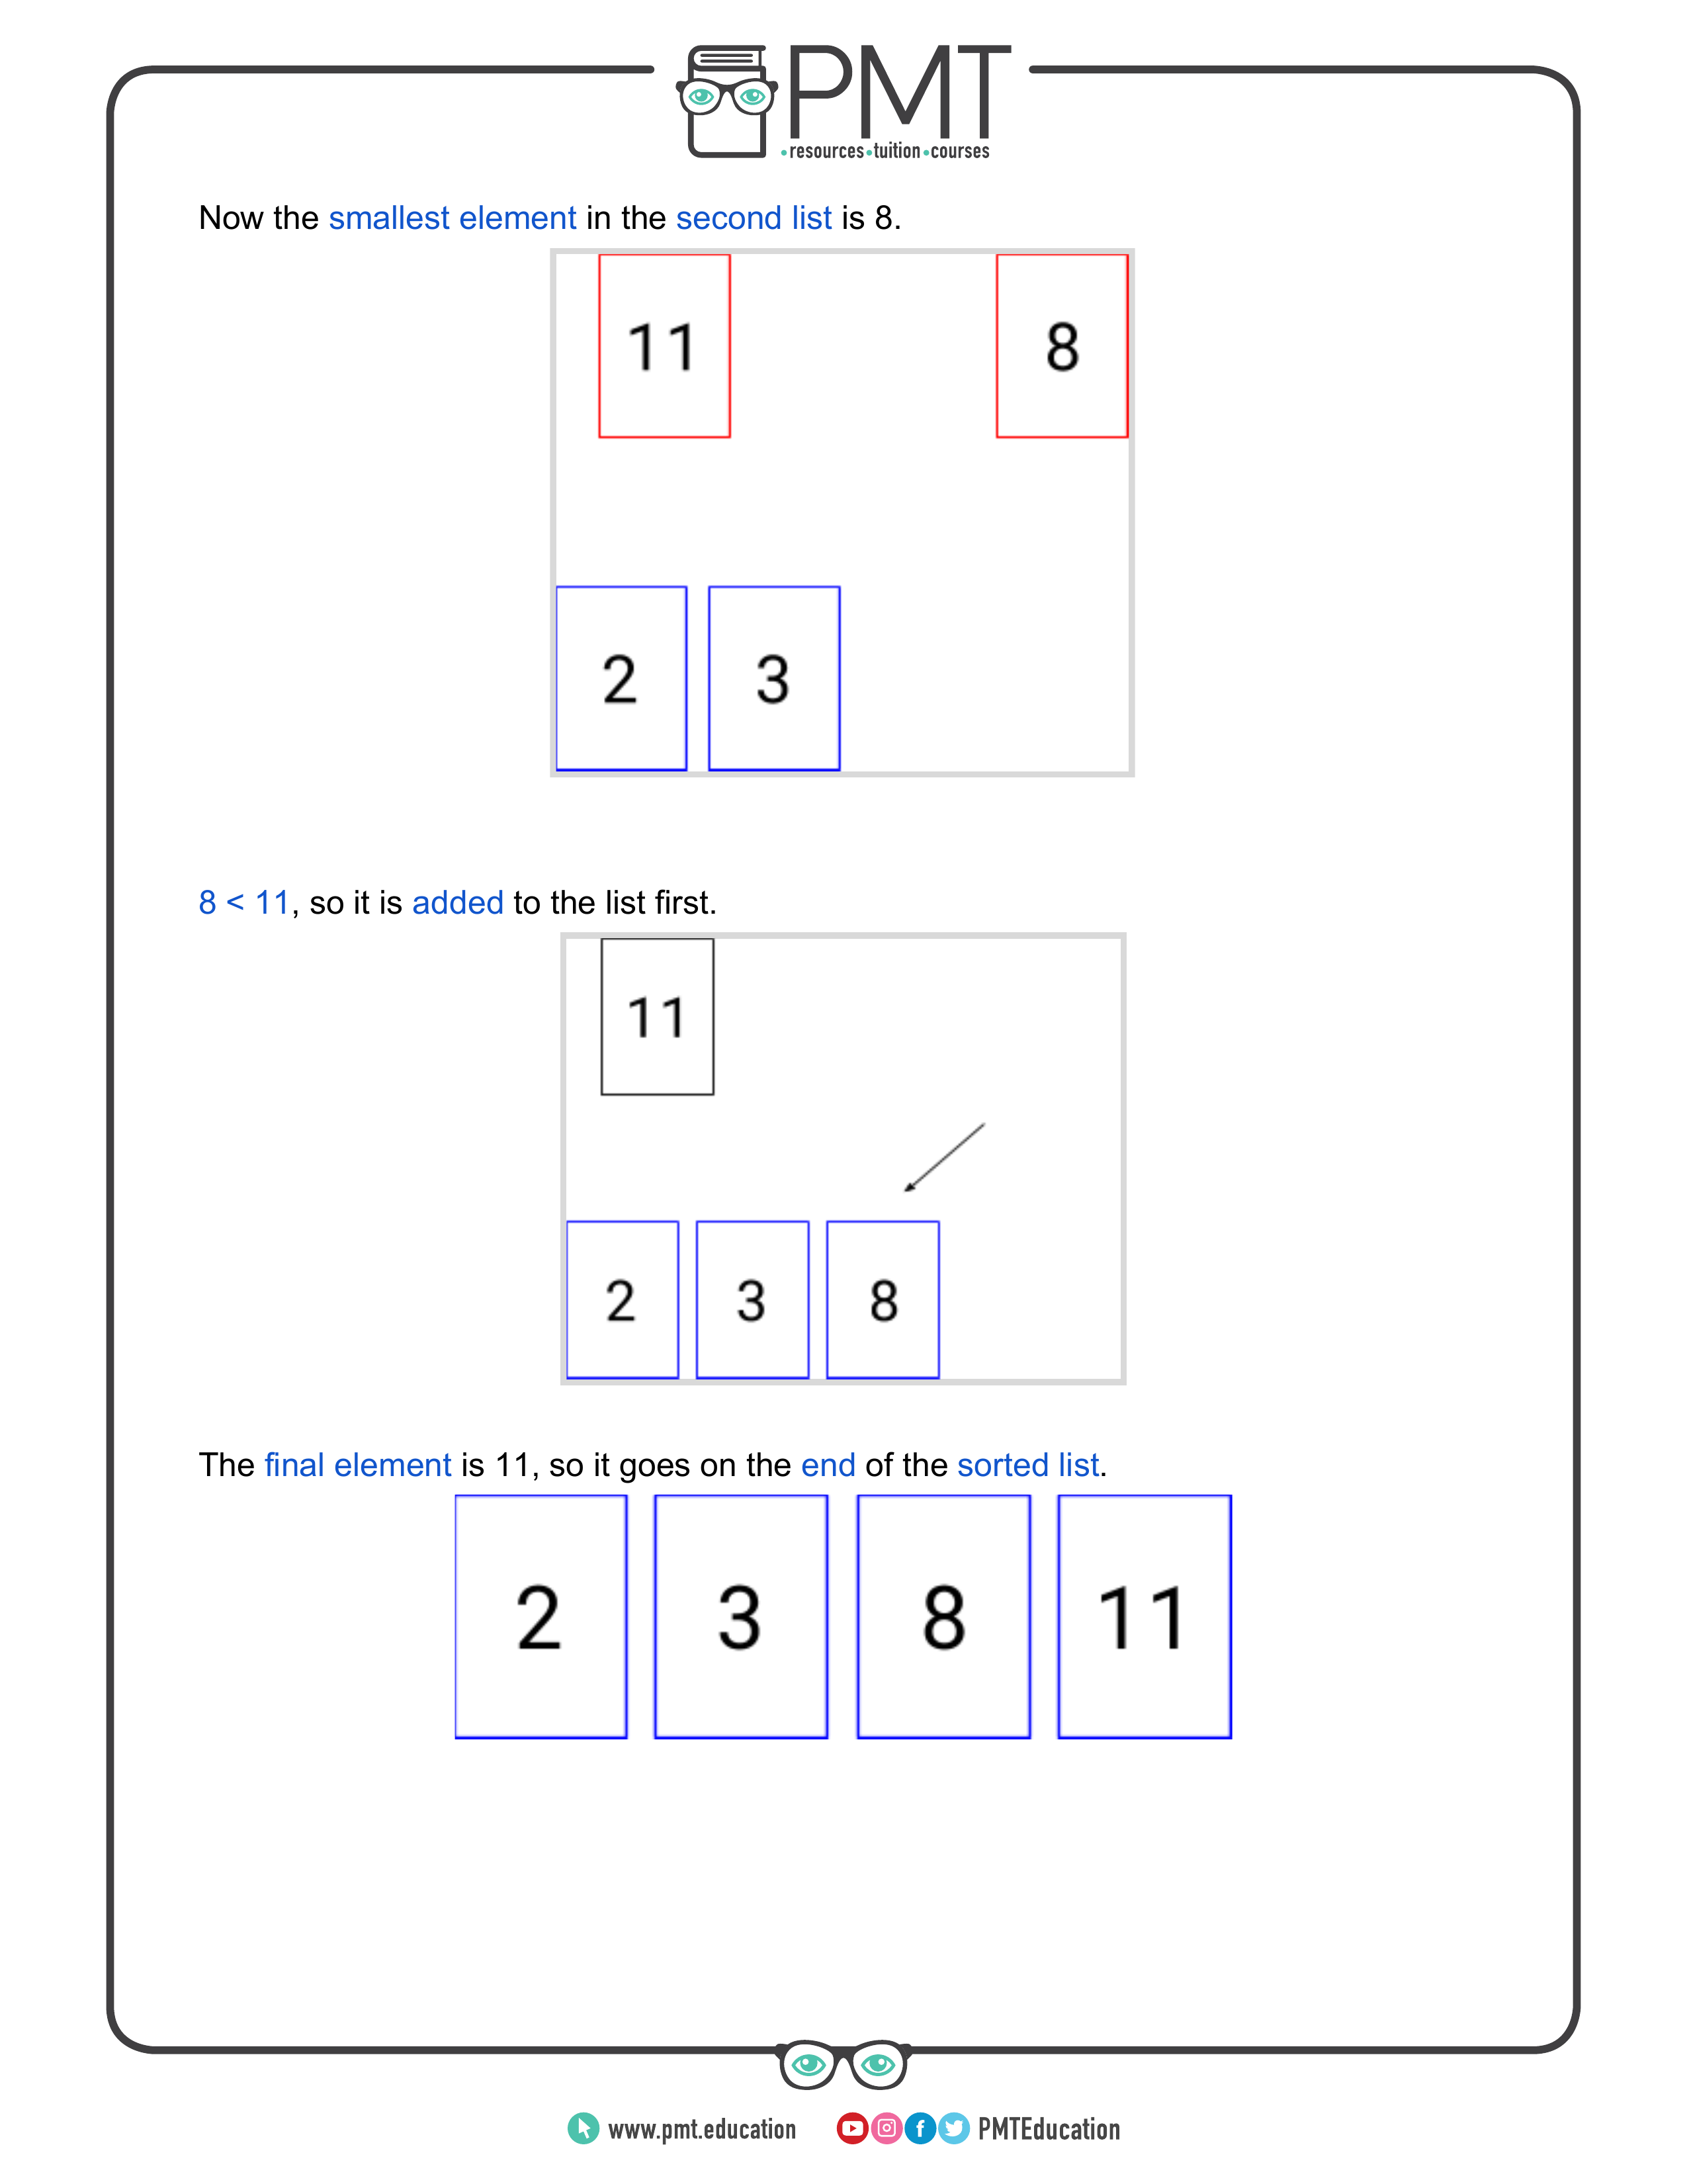 PMT
resources tuition courses
Now the smallest element in the second list is 8.
11 8
2 3
8 < 11, so it is added to the list first.
11
2 3 8
The final element is 11, so it goes on the end of the sorted list.
2 3 8 11
www.pmt.education PMTEducation